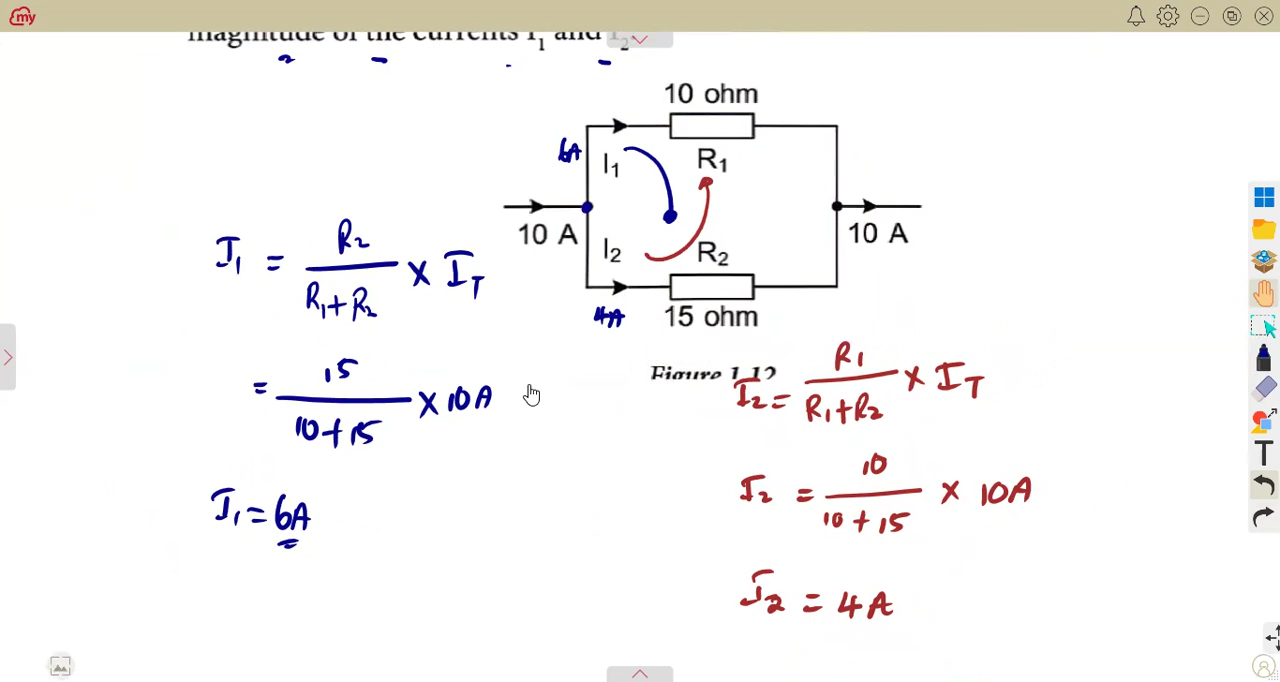 my
magnitude of the currents I1 and I2
10 ohm
6A
I1
R1
10 A
10 A
I2
R2
4A
15 ohm
Figure 1.12
I1 = R2 / R1+R2 × IT
= 15 / 10+15 × 10A
I1 = 6A
I2 = R1 / R1+R2 × IT
I2 = 10 / 10+15 × 10A
I2 = 4A
T